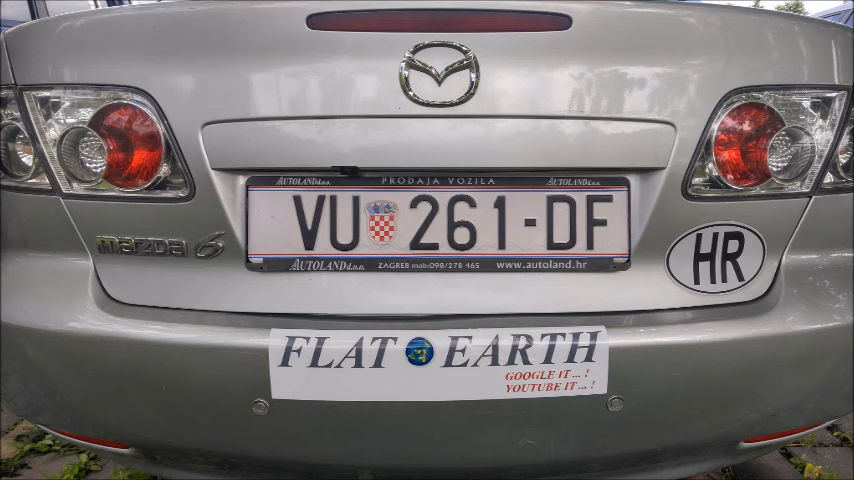 AUTOLAND d.o.o. PRODAJA VOZILA AUTOLAND d.o.o.
VU 261-DF
AUTOLAND d.o.o. ZAGREB mob:098/278 465 www.autoland.hr
mazda 6
HR
FLAT EARTH
GOOGLE IT ... !
YOUTUBE IT ... !